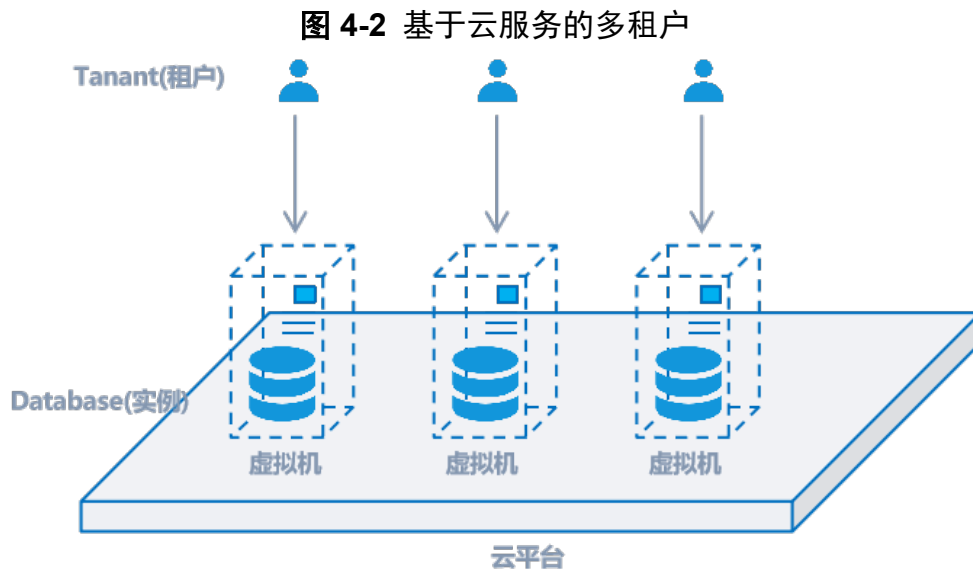 图 4-2 基于云服务的多租户
Tanant(租户)
Database(实例)
虚拟机 虚拟机 虚拟机
云平台